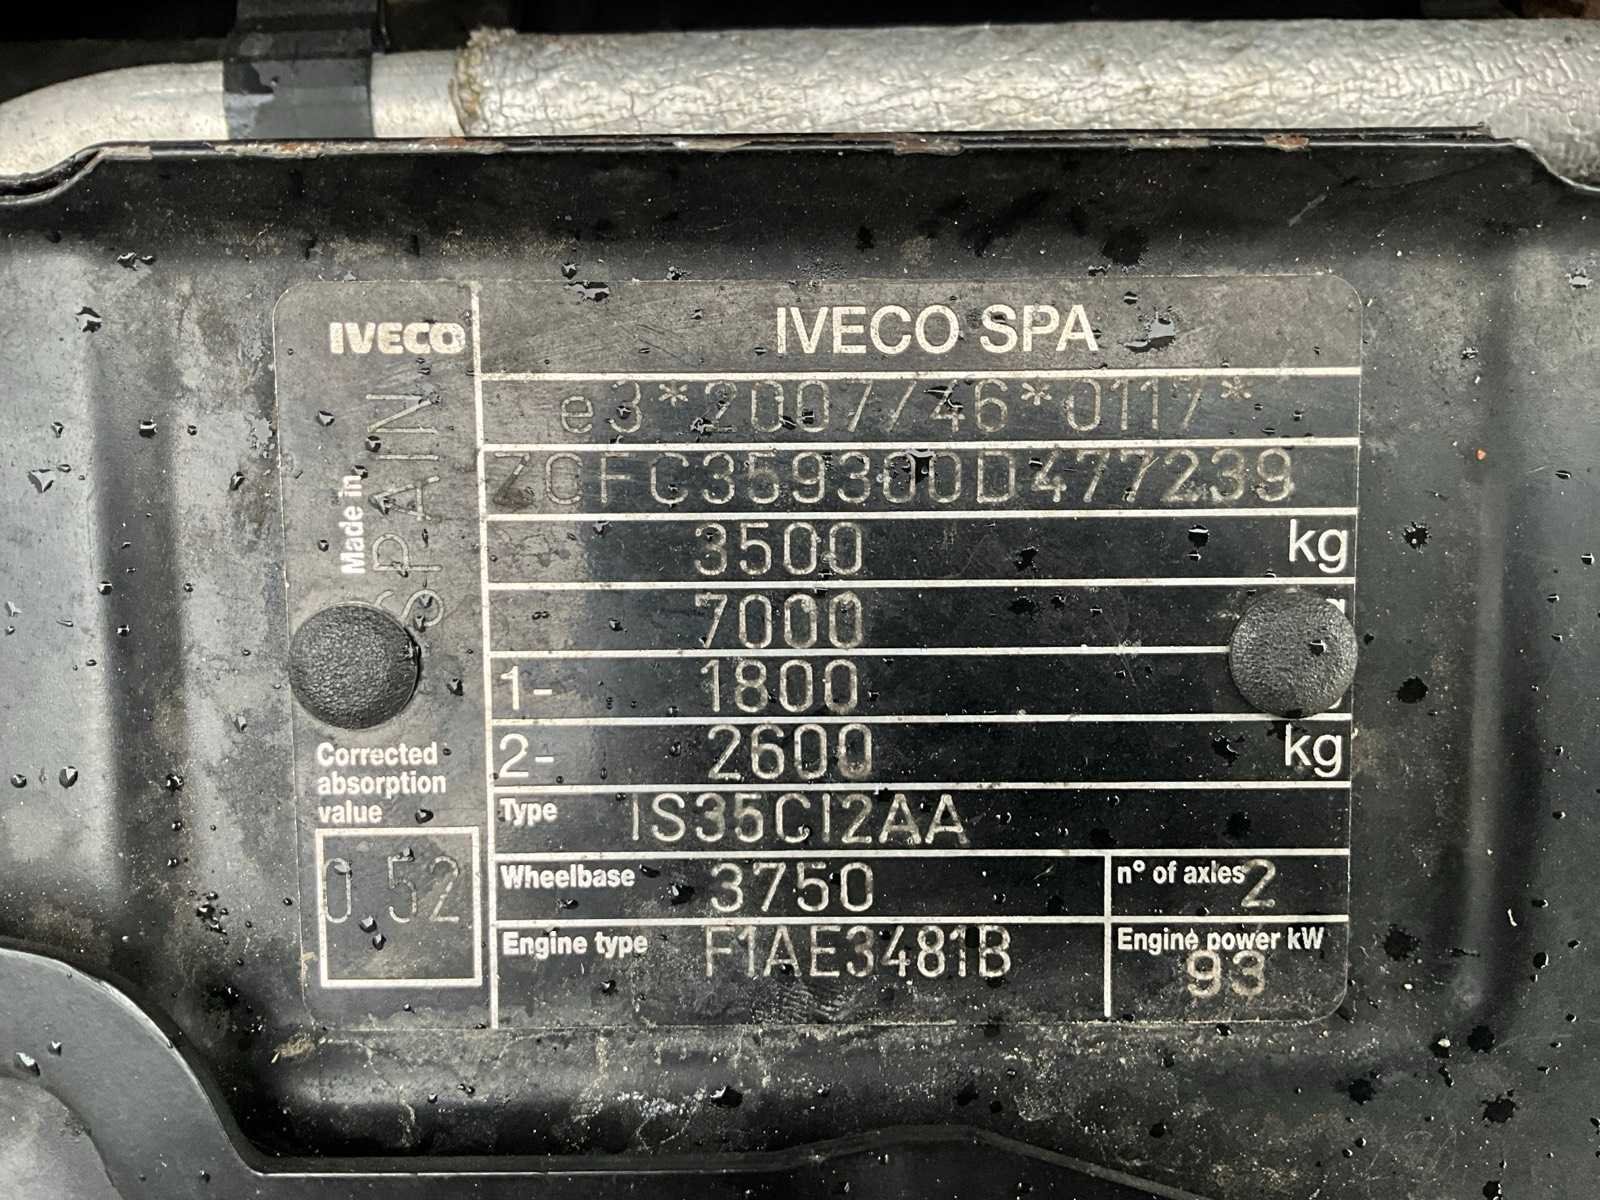 IVECO
Made in SPAIN
Corrected
absorption
value
0.52
IVECO SPA
e3*2007/46*0117*
ZCFC359300D477239
3500 kg
7000
1- 1800
2- 2600 kg
Type IS35CI2AA
Wheelbase 3750 n° of axles 2
Engine type F1AE3481B Engine power kW
93